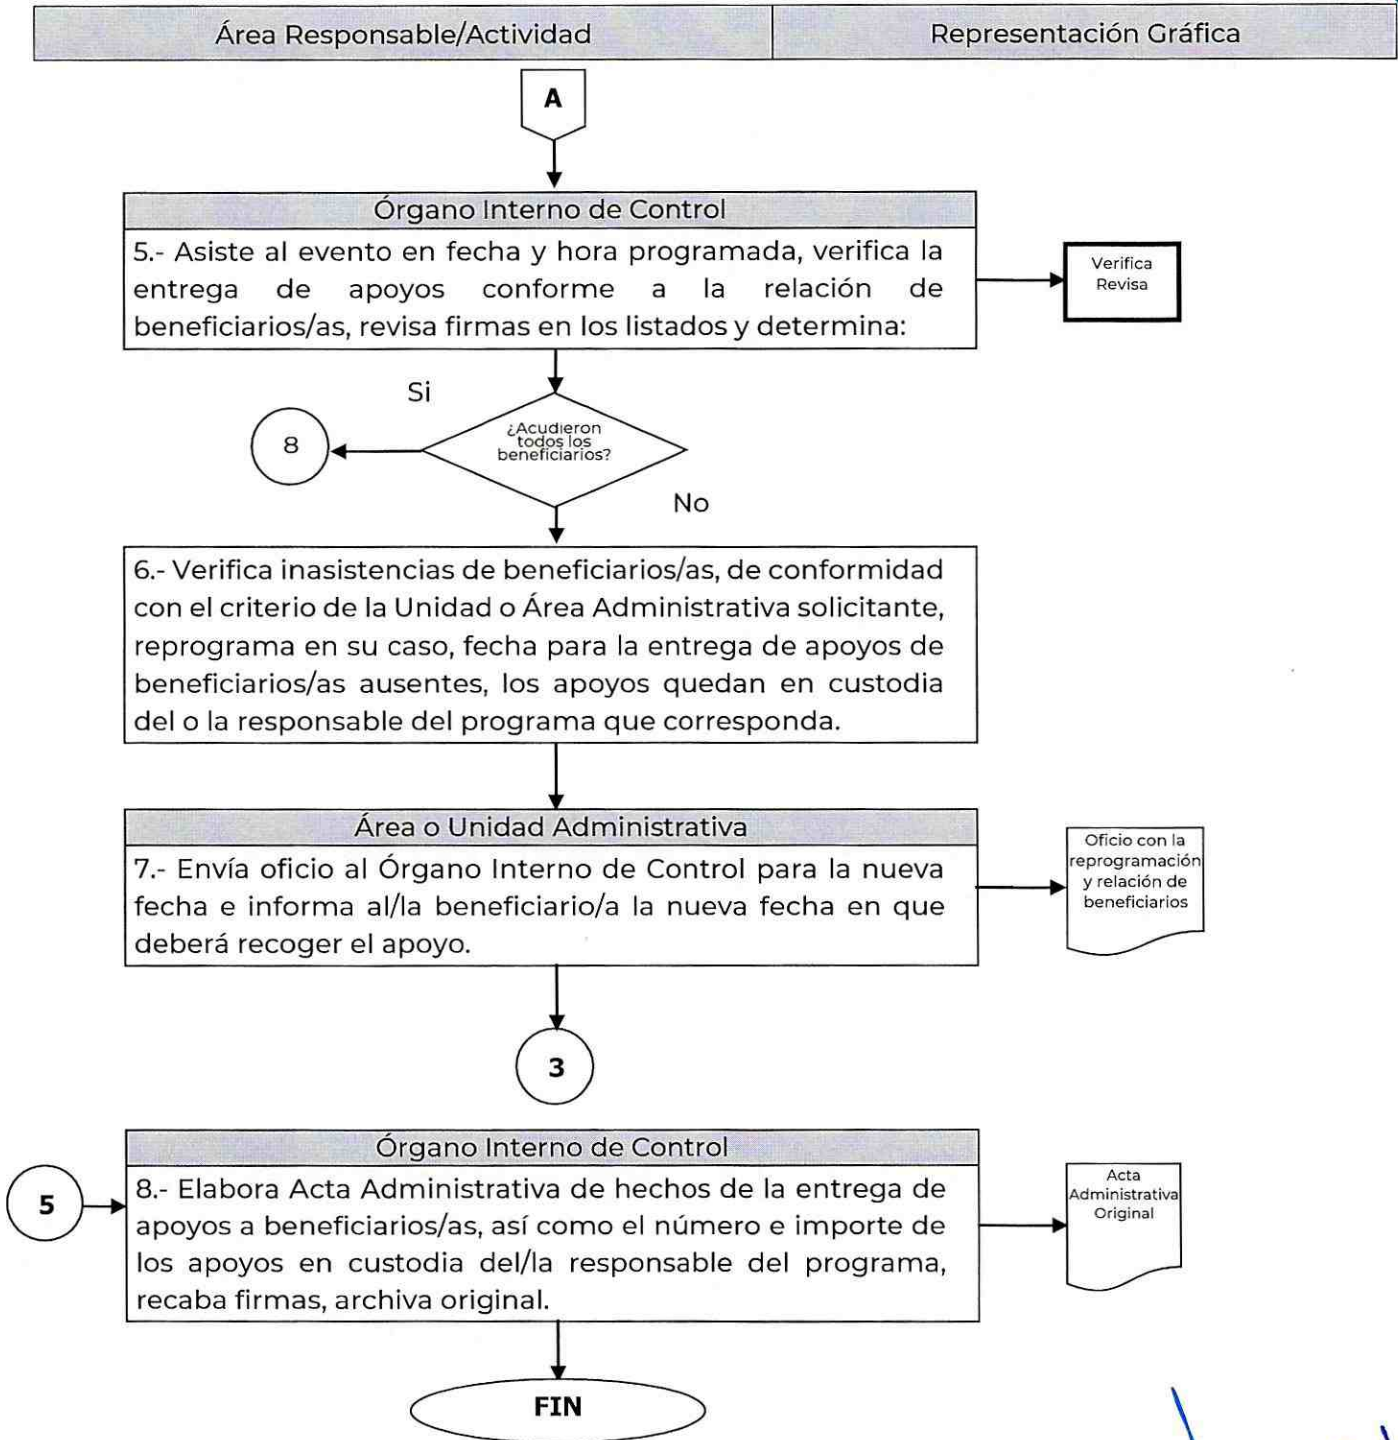 Área Responsable/Actividad
Representación Gráfica
A
Órgano Interno de Control
5.- Asiste al evento en fecha y hora programada, verifica la
entrega de apoyos conforme a la relación de
beneficiarios/as, revisa firmas en los listados y determina:
Verifica
Revisa
Si
8
¿Acudieron
todos los
beneficiarios?
No
6.- Verifica inasistencias de beneficiarios/as, de conformidad
con el criterio de la Unidad o Área Administrativa solicitante,
reprograma en su caso, fecha para la entrega de apoyos de
beneficiarios/as ausentes, los apoyos quedan en custodia
del o la responsable del programa que corresponda.
Área o Unidad Administrativa
7.- Envía oficio al Órgano Interno de Control para la nueva
fecha e informa al/la beneficiario/a la nueva fecha en que
deberá recoger el apoyo.
Oficio con la
reprogramación
y relación de
beneficiarios
3
Órgano Interno de Control
5
8.- Elabora Acta Administrativa de hechos de la entrega de
apoyos a beneficiarios/as, así como el número e importe de
los apoyos en custodia del/la responsable del programa,
recaba firmas, archiva original.
Acta
Administrativa
Original
FIN